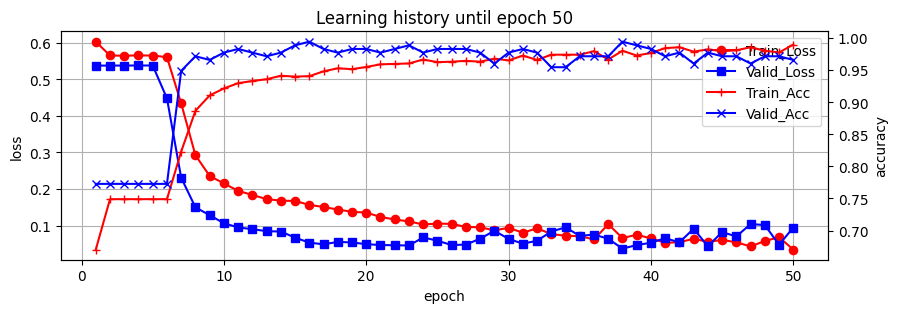 Learning history until epoch 50
0.6
0.5
0.4
0.3
0.2
0.1
loss
0
10
20
30
40
50
epoch
1.00
0.95
0.90
0.85
0.80
0.75
0.70
accuracy
Train_Loss
Valid_Loss
Train_Acc
Valid_Acc